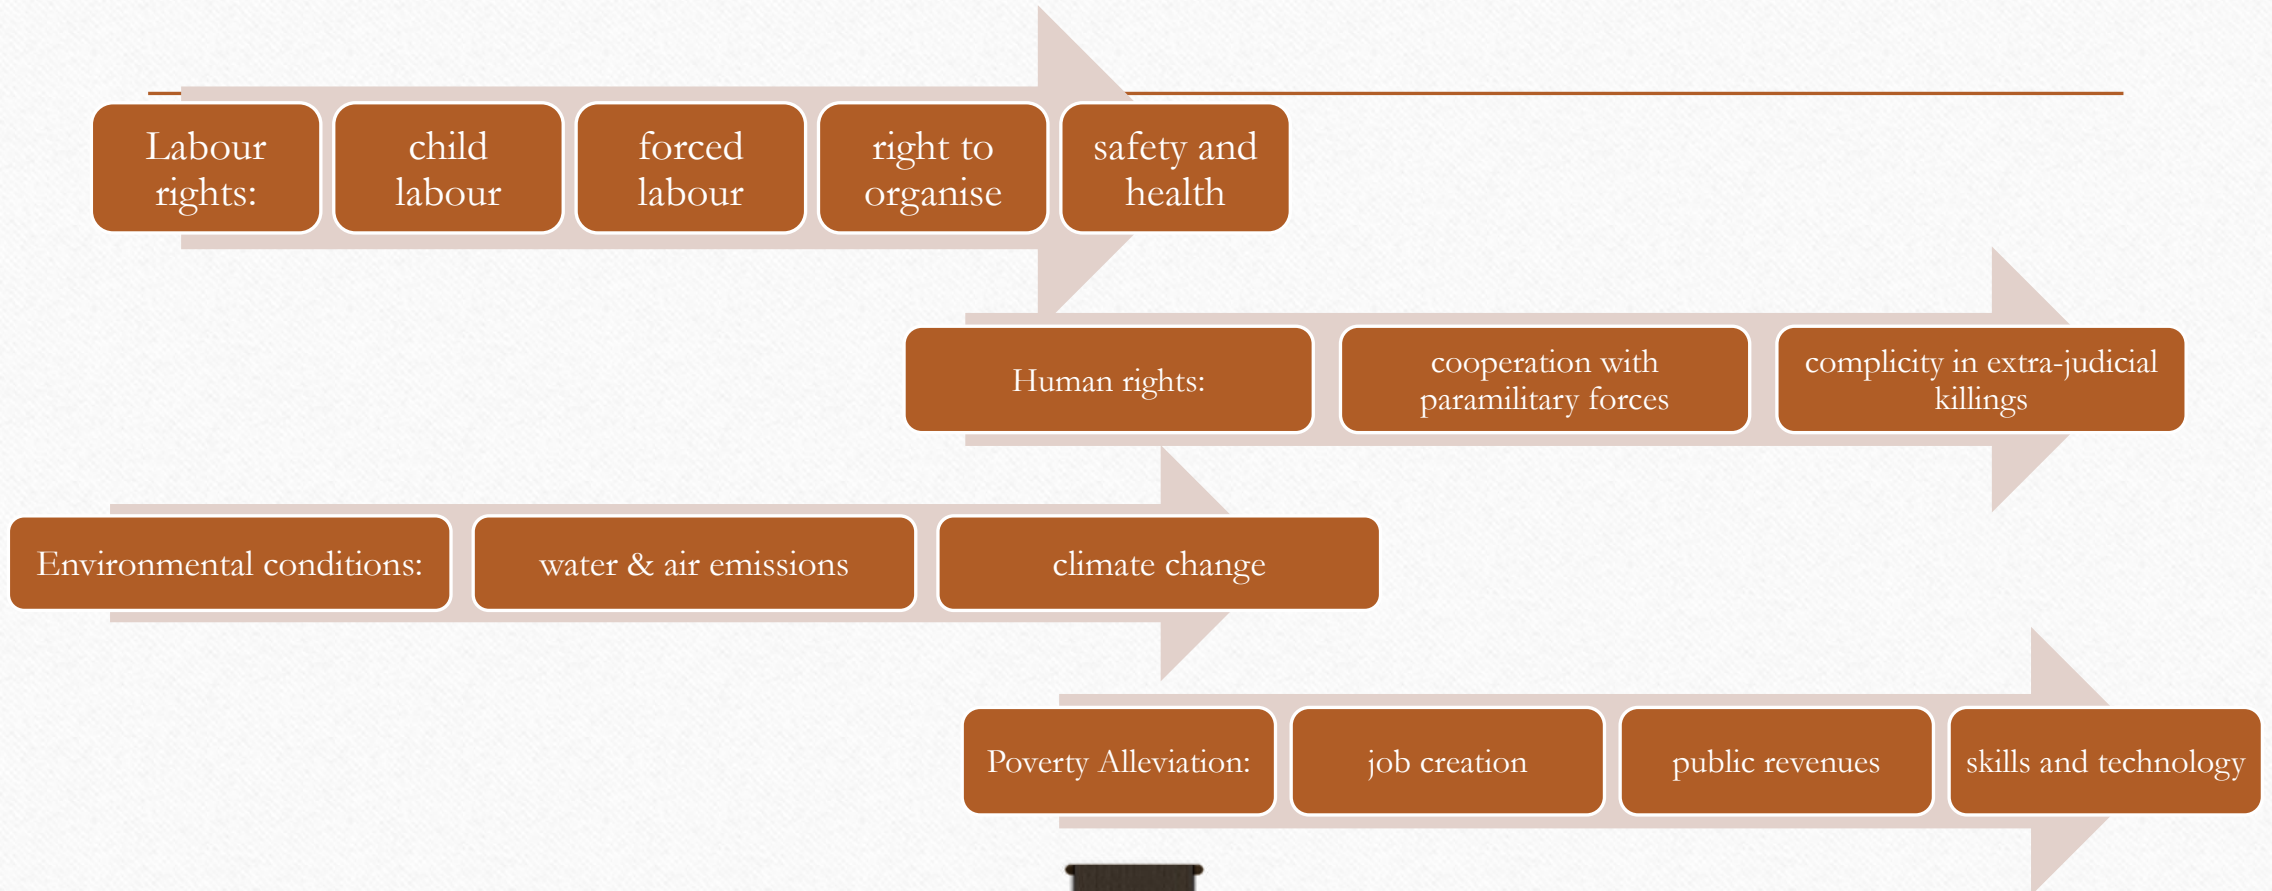 Labour
rights:
child
labour
forced
labour
right to
organise
safety and
health
Human rights:
cooperation with
paramilitary forces
complicity in extra-judicial
killings
Environmental conditions:
water & air emissions
climate change
Poverty Alleviation:
job creation
public revenues
skills and technology